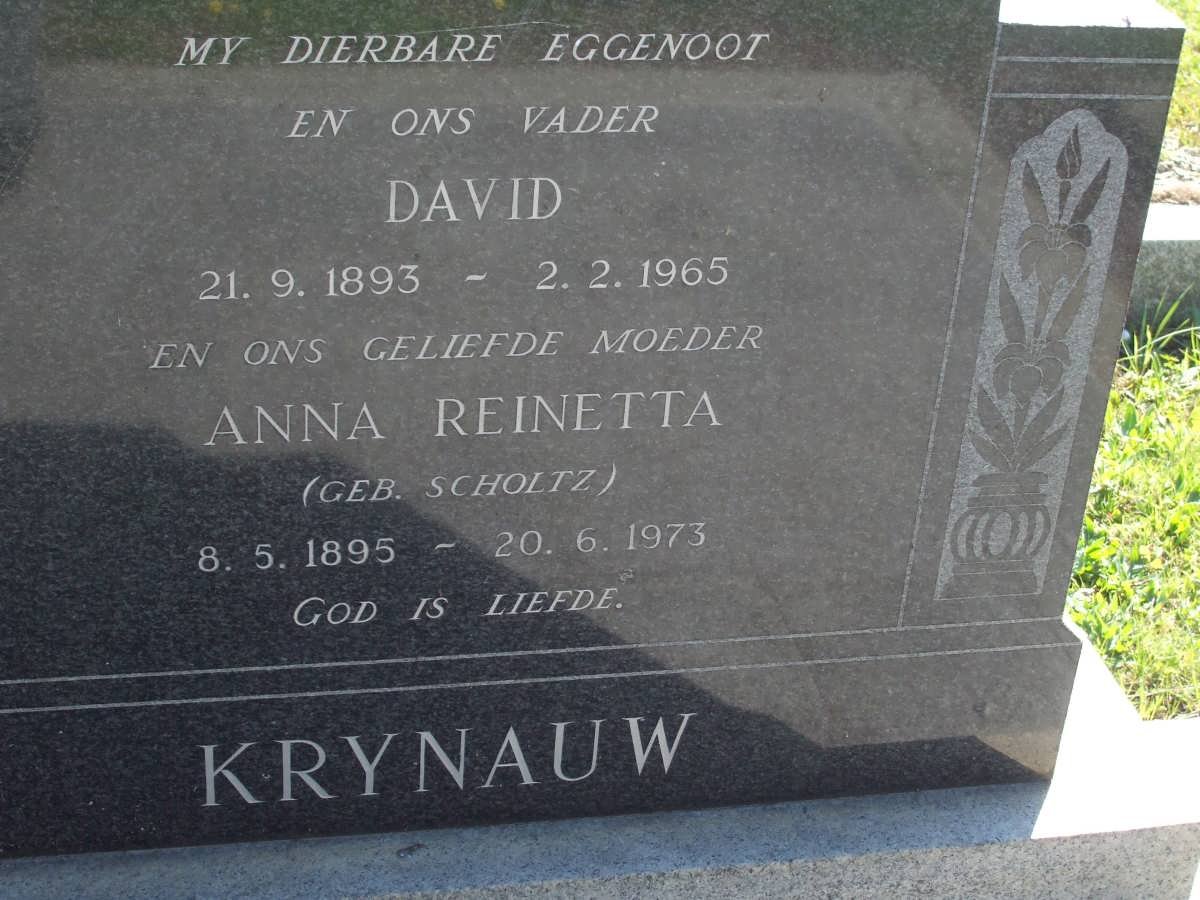 MY DIERBARE EGGENOOT
EN ONS VADER
DAVID
21. 9. 1893 - 2. 2. 1965
EN ONS GELIEFDE MOEDER
ANNA REINETTA
(GEB. SCHOLTZ)
8. 5. 1895 - 20. 6. 1973
GOD IS LIEFDE.
KRYNAUW